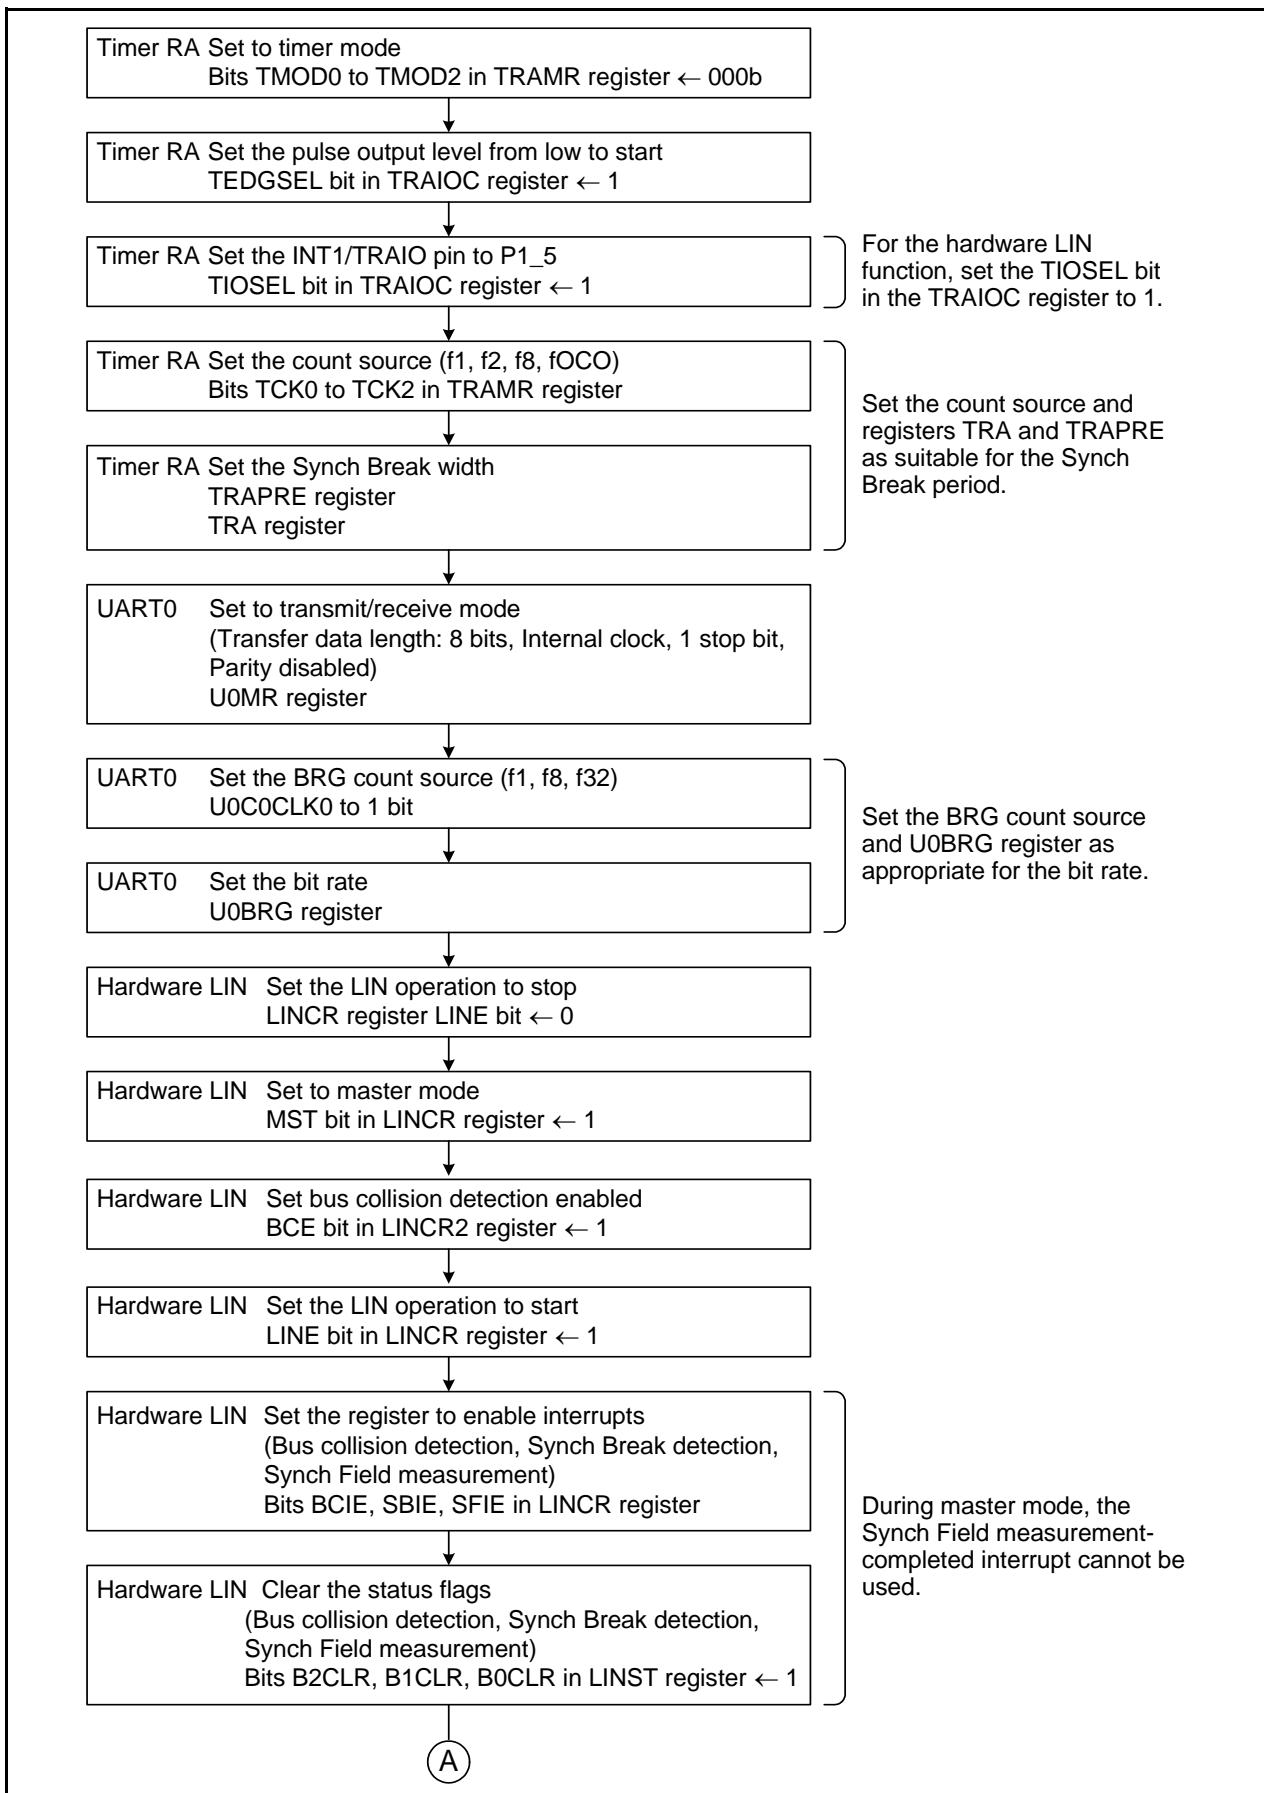 Timer RA Set to timer mode
Bits TMOD0 to TMOD2 in TRAMR register ← 000b
Timer RA Set the pulse output level from low to start
TEDGSEL bit in TRAIOC register ← 1
Timer RA Set the INT1/TRAIO pin to P1_5
TIOSEL bit in TRAIOC register ← 1
For the hardware LIN
function, set the TIOSEL bit
in the TRAIOC register to 1.
Timer RA Set the count source (f1, f2, f8, fOCO)
Bits TCK0 to TCK2 in TRAMR register
Timer RA Set the Synch Break width
TRAPRE register
TRA register
Set the count source and
registers TRA and TRAPRE
as suitable for the Synch
Break period.
UART0 Set to transmit/receive mode
(Transfer data length: 8 bits, Internal clock, 1 stop bit,
Parity disabled)
U0MR register
UART0 Set the BRG count source (f1, f8, f32)
U0C0CLK0 to 1 bit
UART0 Set the bit rate
U0BRG register
Set the BRG count source
and U0BRG register as
appropriate for the bit rate.
Hardware LIN Set the LIN operation to stop
LINCR register LINE bit ← 0
Hardware LIN Set to master mode
MST bit in LINCR register ← 1
Hardware LIN Set bus collision detection enabled
BCE bit in LINCR2 register ← 1
Hardware LIN Set the LIN operation to start
LINE bit in LINCR register ← 1
Hardware LIN Set the register to enable interrupts
(Bus collision detection, Synch Break detection,
Synch Field measurement)
Bits BCIE, SBIE, SFIE in LINCR register
Hardware LIN Clear the status flags
(Bus collision detection, Synch Break detection,
Synch Field measurement)
Bits B2CLR, B1CLR, B0CLR in LINST register ← 1
During master mode, the
Synch Field measurement-
completed interrupt cannot be
used.
A